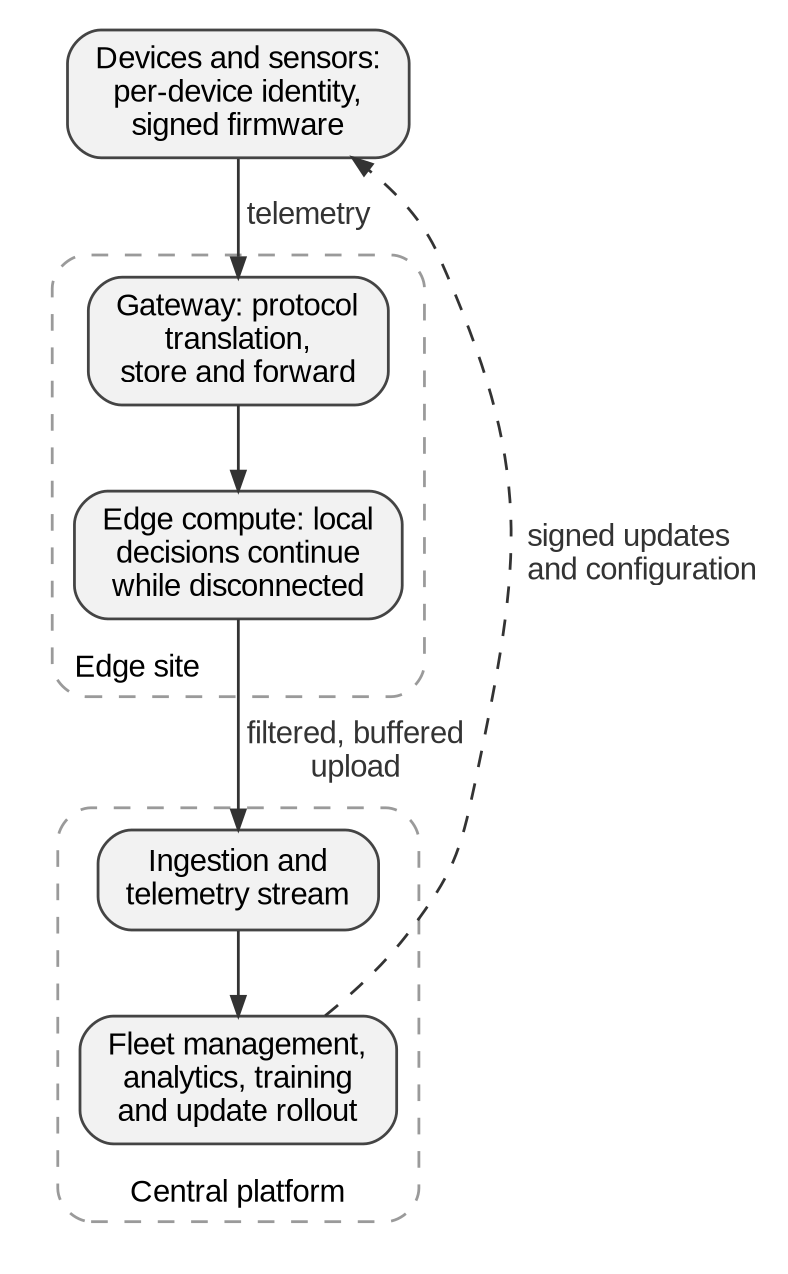 Devices and sensors:
per-device identity,
signed firmware
telemetry
Gateway: protocol
translation,
store and forward
Edge compute: local
decisions continue
while disconnected
signed updates
and configuration
Edge site
filtered, buffered
upload
Ingestion and
telemetry stream
Fleet management,
analytics, training
and update rollout
Central platform